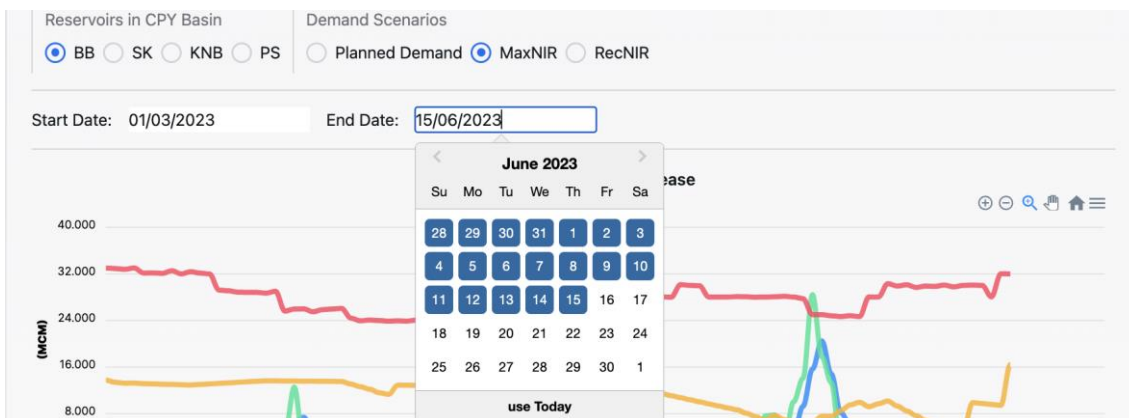 Reservoirs in CPY Basin
Demand Scenarios
BB SK KNB PS
Planned Demand MaxNIR RecNIR
Start Date: 01/03/2023
End Date: 15/06/2023
June 2023
ease
Su Mo Tu We Th Fr Sa
28 29 30 31 1 2 3
4 5 6 7 8 9 10
11 12 13 14 15 16 17
18 19 20 21 22 23 24
25 26 27 28 29 30 1
use Today
(MCM)
40.000
32.000
24.000
16.000
8.000